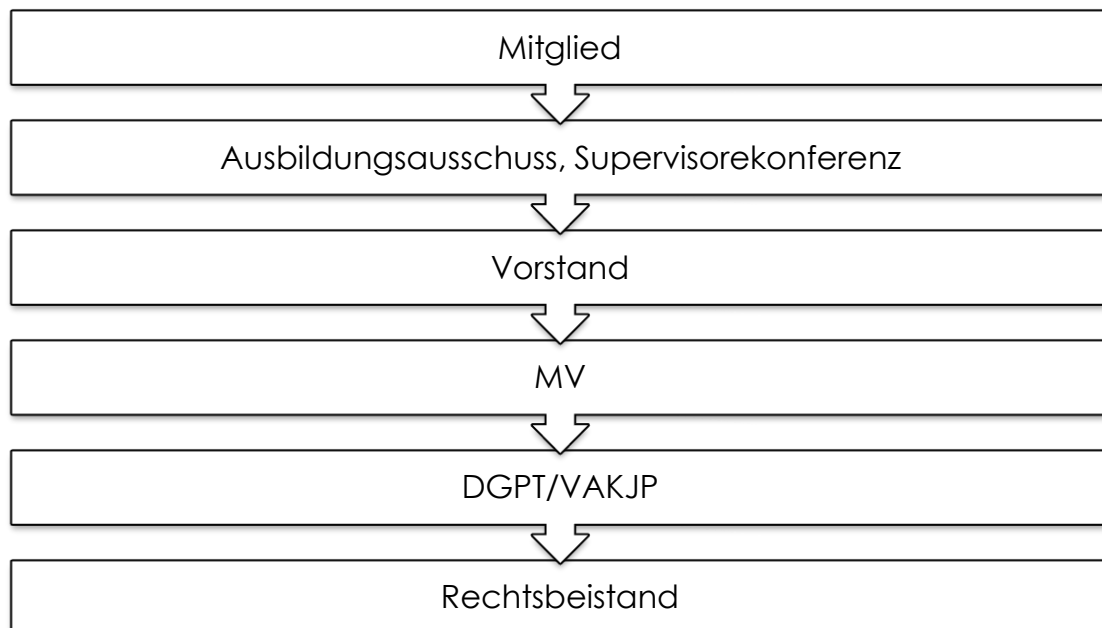 Mitglied
Ausbildungsausschuss, Supervisorekonferenz
Vorstand
MV
DGPT/VAKJP
Rechtsbeistand